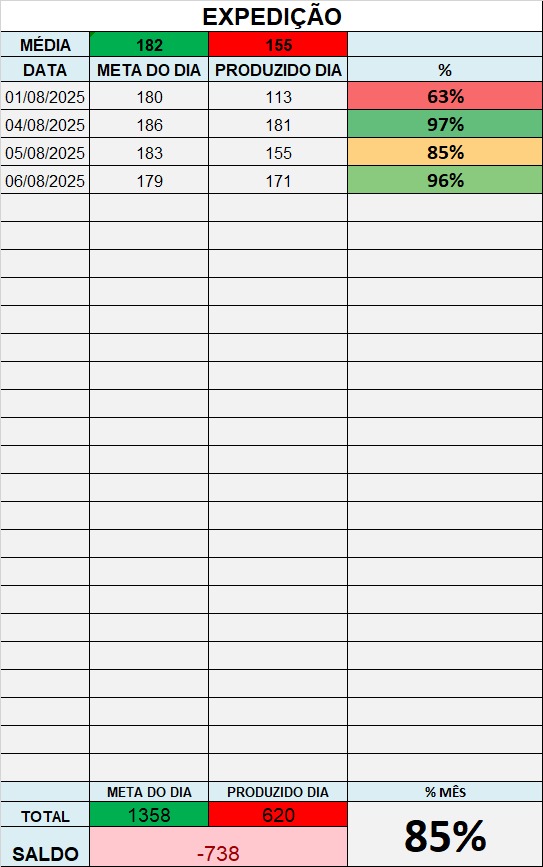 EXPEDIÇÃO
MÉDIA 182 155
DATA META DO DIA PRODUZIDO DIA %
01/08/2025 180 113 63%
04/08/2025 186 181 97%
05/08/2025 183 155 85%
06/08/2025 179 171 96%
META DO DIA PRODUZIDO DIA % MÊS
TOTAL 1358 620 85%
SALDO -738